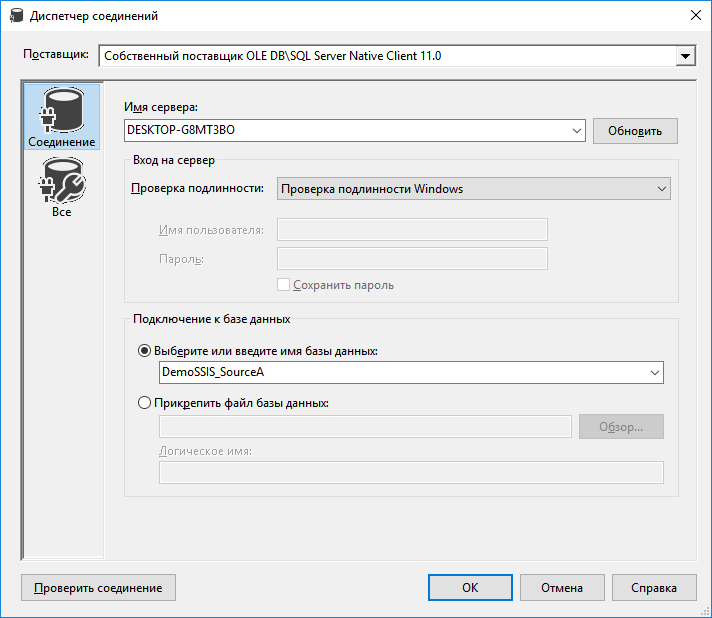 Диспетчер соединений
Поставщик: Собственный поставщик OLE DB\SQL Server Native Client 11.0
Соединение
Все
Имя сервера:
DESKTOP-G8MT3BO
Обновить
Вход на сервер
Проверка подлинности: Проверка подлинности Windows
Имя пользователя:
Пароль:
Сохранить пароль
Подключение к базе данных
Выберите или введите имя базы данных:
DemoSSIS_SourceA
Прикрепить файл базы данных:
Обзор...
Логическое имя:
Проверить соединение
ОК
Отмена
Справка